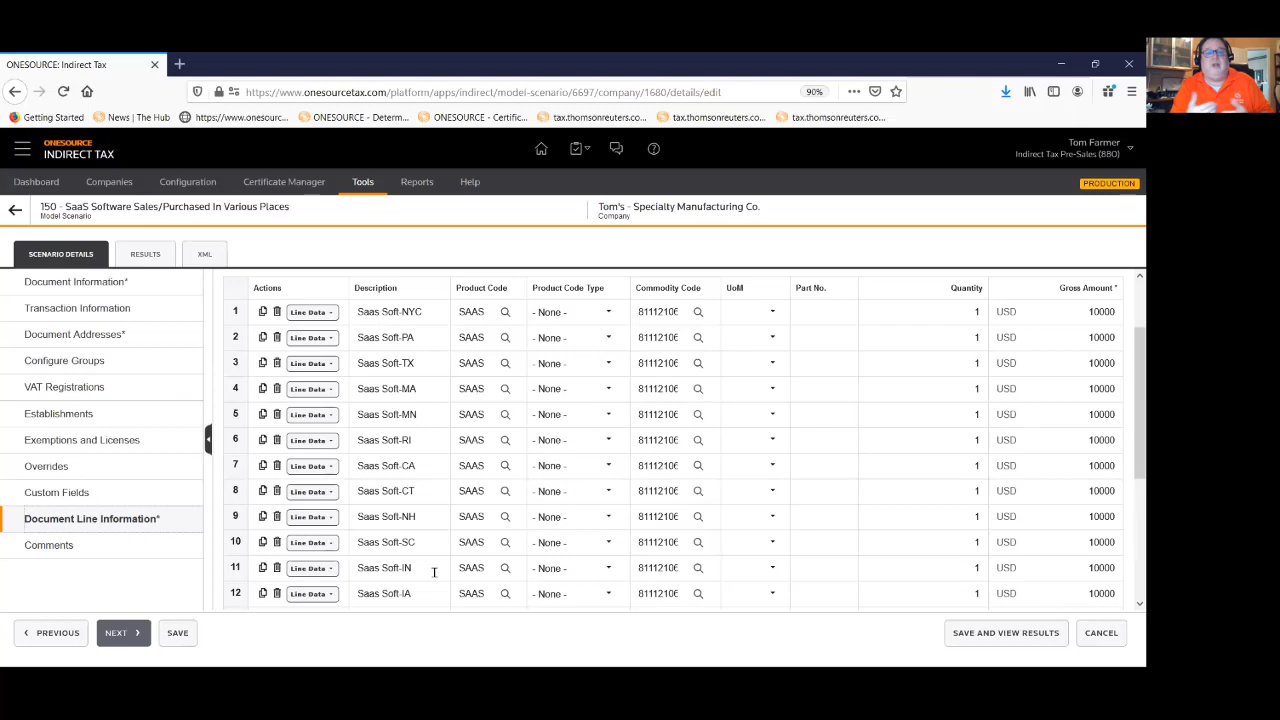 ONESOURCE: Indirect Tax
https://www.onesourcetax.com/platform/apps/indirect/model-scenario/6697/company/1680/details/edit
90%
Getting Started
News | The Hub
https://www.onesourc...
ONESOURCE - Determ...
ONESOURCE - Certific...
tax.thomsonreuters.co...
tax.thomsonreuters.co...
tax.thomsonreuters.co...
ONESOURCE
INDIRECT TAX
Tom Farmer
Indirect Tax Pre-Sales (880)
Dashboard Companies Configuration Certificate Manager Tools Reports Help
PRODUCTION
150 - SaaS Software Sales/Purchased In Various Places
Model Scenario
Tom's - Specialty Manufacturing Co.
Company
SCENARIO DETAILS RESULTS XML
Document Information*
Transaction Information
Document Addresses*
Configure Groups
VAT Registrations
Establishments
Exemptions and Licenses
Overrides
Custom Fields
Document Line Information*
Comments
Actions Description Product Code Product Code Type Commodity Code UoM Part No. Quantity Gross Amount *
1 Line Data Saas Soft-NYC SAAS - None - 81112106 1 USD 10000
2 Line Data Saas Soft-PA SAAS - None - 81112106 1 USD 10000
3 Line Data Saas Soft-TX SAAS - None - 81112106 1 USD 10000
4 Line Data Saas Soft-MA SAAS - None - 81112106 1 USD 10000
5 Line Data Saas Soft-MN SAAS - None - 81112106 1 USD 10000
6 Line Data Saas Soft-RI SAAS - None - 81112106 1 USD 10000
7 Line Data Saas Soft-CA SAAS - None - 81112106 1 USD 10000
8 Line Data Saas Soft-CT SAAS - None - 81112106 1 USD 10000
9 Line Data Saas Soft-NH SAAS - None - 81112106 1 USD 10000
10 Line Data Saas Soft-SC SAAS - None - 81112106 1 USD 10000
11 Line Data Saas Soft-IN SAAS - None - 81112106 1 USD 10000
12 Line Data Saas Soft-IA SAAS - None - 81112106 1 USD 10000
PREVIOUS NEXT SAVE SAVE AND VIEW RESULTS CANCEL